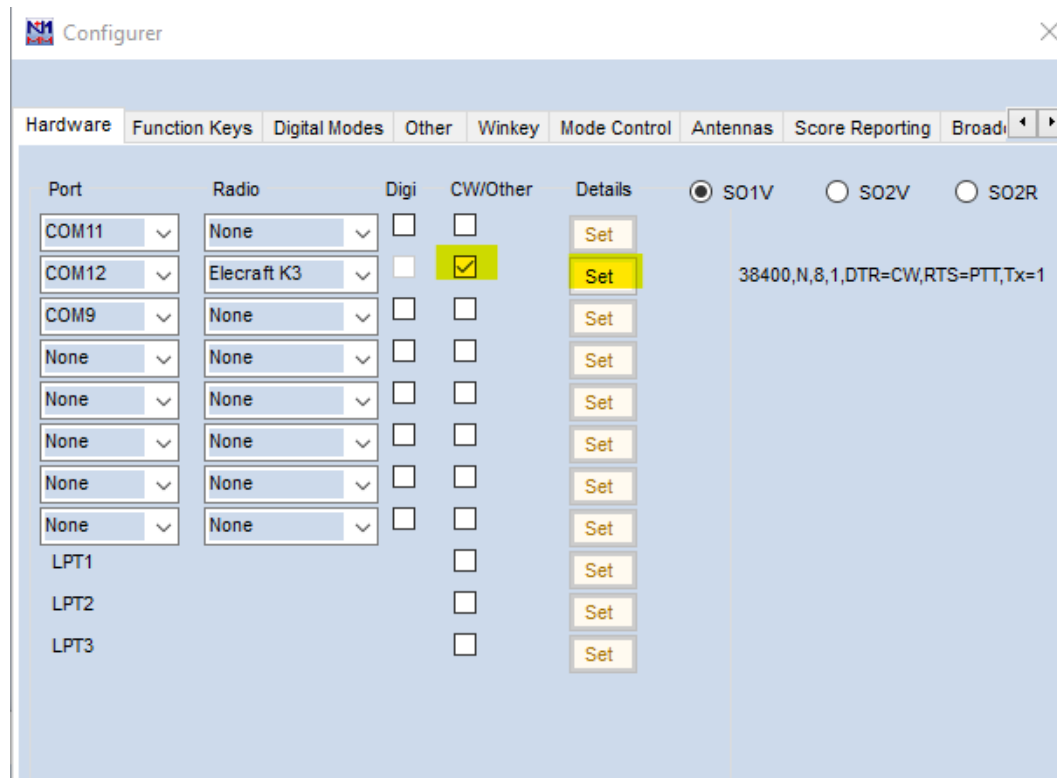 N1 MM Configurer
Hardware Function Keys Digital Modes Other Winkey Mode Control Antennas Score Reporting
Port Radio Digi CW/Other Details SO1V SO2V SO2R
COM11 None Set
COM12 Elecraft K3 Set 38400,N,8,1,DTR=CW,RTS=PTT,Tx=1
COM9 None Set
None None Set
None None Set
None None Set
None None Set
None None Set
LPT1 Set
LPT2 Set
LPT3 Set